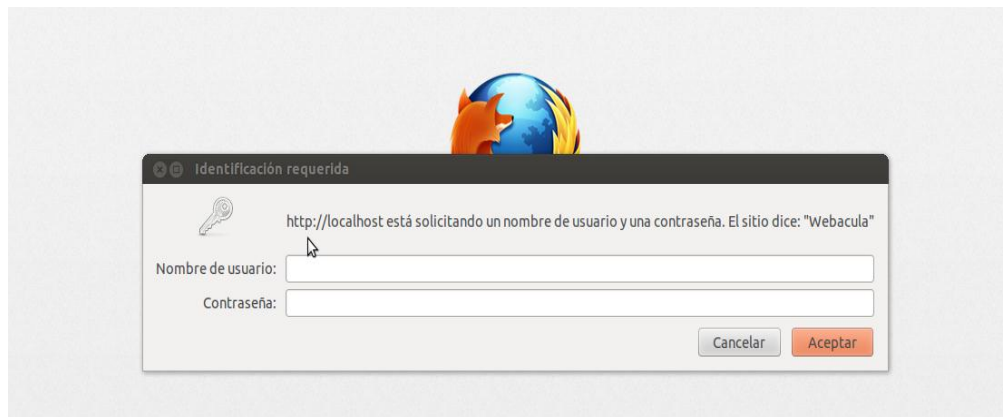 Identificación requerida
http://localhost está solicitando un nombre de usuario y una contraseña. El sitio dice: "Webacula"
Nombre de usuario:
Contraseña:
Cancelar
Aceptar